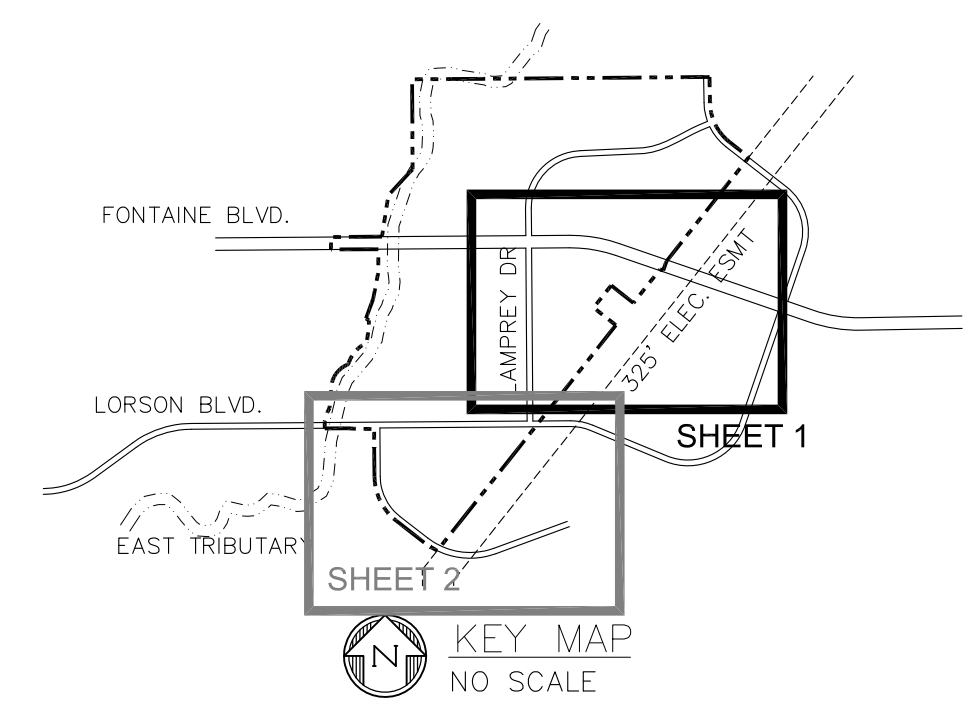 FONTAINE BLVD.
LAMPREY DR
325' ELEC. ESMT
LORSON BLVD.
SHEET 1
EAST TRIBUTARY
SHEET 2
N
KEY MAP
NO SCALE